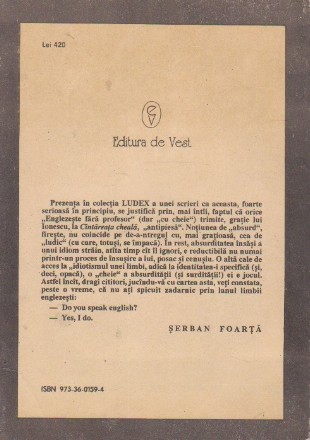 Lei 420
Editura de Vest
Prezența în colecția LUDEX a unei scrieri ca aceasta, foarte
serioasă în principiu, se justifică prin, mai întîi, faptul că orice
„Englezește fără profesor" (dar „cu cheie") trimite, grație lui
Ionescu, la Cîntăreața cheală, „antipiesă". Noțiunea de „absurd",
firește, nu coincide pe de-a-ntregul cu, mai grațioasă, cea de
„ludic" (cu care, totuși, se împacă). În rest, absurditatea însăși a
unui idiom străin, atîta timp cît îl ignori, e reductibilă nu numai
printr-un proces de însușire a lui, posac și cenușiu. O altă cale de
acces la „idiotismul unei limbi, adică la identitatea-i specifică (și,
deci, opacă), o „cheie" a absurdității (și surdității!) ei e jocul.
Astfel încît, dragi cititori, jucîndu-vă cu cartea asta, veți constata,
peste o vreme, că nu ați spicuit zadarnic prin lanul limbii
englezești:
— Do you speak english?
— Yes, I do.
ȘERBAN FOARȚĂ
ISBN 973-36-0159-4